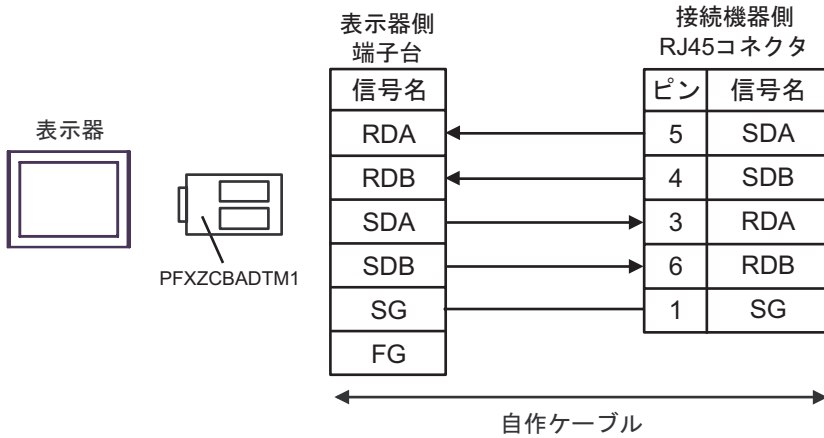 表示器側
端子台
接続機器側
RJ45コネクタ
信号名
ピン 信号名
表示器
RDA 5 SDA
RDB 4 SDB
SDA 3 RDA
SDB 6 RDB
SG 1 SG
FG
PFXZCBADTM1
自作ケーブル